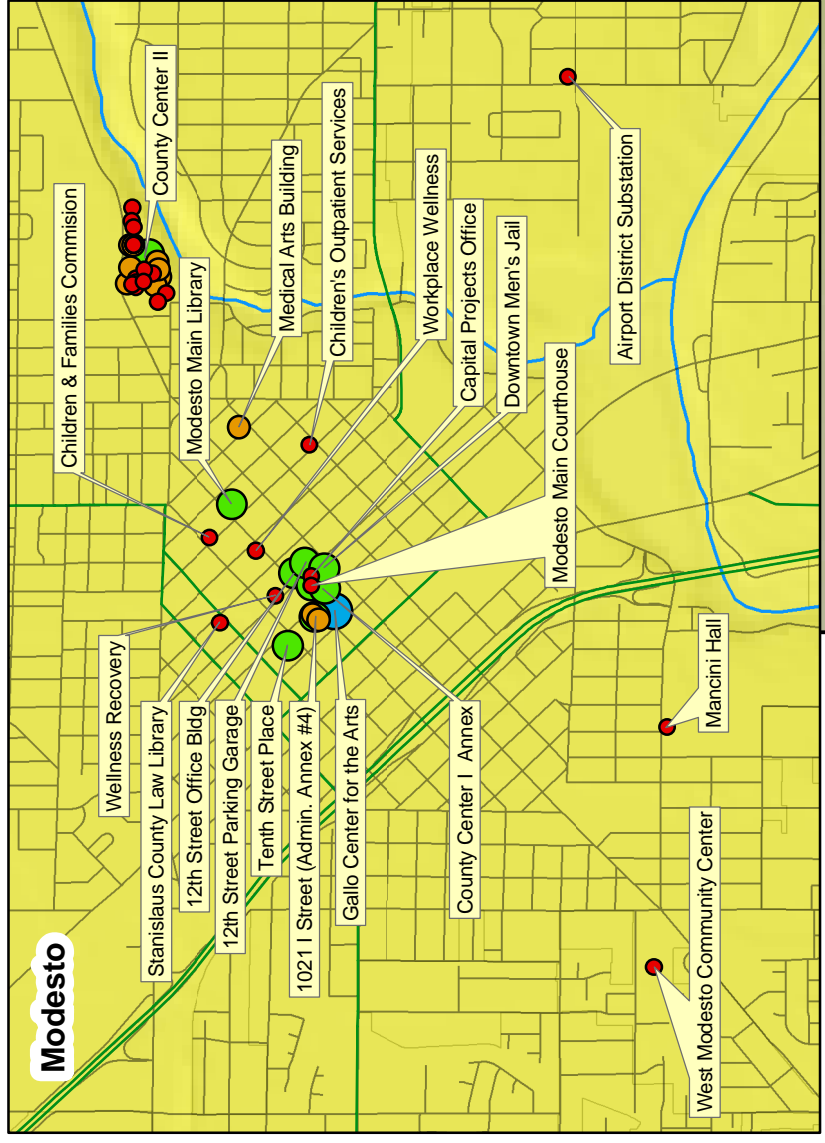 Modesto
Children & Families Commision
County Center II
Modesto Main Library
Medical Arts Building
Children's Outpatient Services
Workplace Wellness
Capital Projects Office
Downtown Men's Jail
Modesto Main Courthouse
Airport District Substation
Wellness Recovery
Stanislaus County Law Library
12th Street Office Bldg
12th Street Parking Garage
Tenth Street Place
1021 I Street (Admin. Annex #4)
Gallo Center for the Arts
County Center I Annex
Mancini Hall
West Modesto Community Center